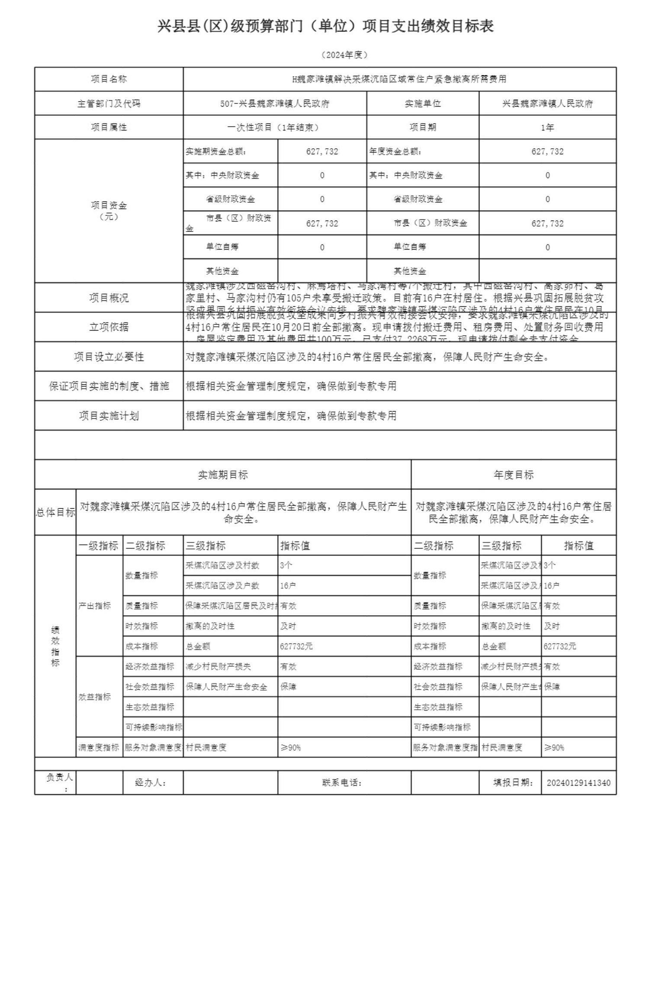 兴县县(区)级预算部门（单位）项目支出绩效目标表
（2024年度）
项目名称 H魏家滩镇解决采煤沉陷区域常住户紧急撤离所需费用
主管部门及代码 507-兴县魏家滩镇人民政府 实施单位 兴县魏家滩镇人民政府
项目属性 一次性项目（1年结束） 项目期 1年
项目资金
（元）
实施期资金总额： 627,732 年度资金总额： 627,732
其中：中央财政资金 0 其中：中央财政资金 0
省级财政资金 0 省级财政资金 0
市县（区）财政资
金 627,732 市县（区）财政资金 627,732
单位自筹 0 单位自筹 0
其他资金 其他资金
项目概况
魏家滩镇涉及西磁窑沟村、麻焉塔村、马家湾村等7个搬迁村，其中西磁窑沟村、高家峁村、葛
家里村、马家沟村仍有105户未享受搬迁政策。目前有16户在村居住。根据兴县巩固拓展脱贫攻
坚成果同乡村振兴有效衔接会议安排，要求魏家滩镇采煤沉陷区涉及的4村16户常住居民在10月
立项依据
根据兴县巩固拓展脱贫攻坚成果同乡村振兴有效衔接会议安排，要求魏家滩镇采煤沉陷区涉及的
4村16户常住居民在10月20日前全部撤离。现申请拨付搬迁费用、租房费用、处置财务回收费用
、房屋鉴定费用及其他费用共100万元，已支付37.2268万元，现申请拨付剩余未支付资金
项目设立必要性 对魏家滩镇采煤沉陷区涉及的4村16户常住居民全部撤离，保障人民财产生命安全。
保证项目实施的制度、措施 根据相关资金管理制度规定，确保做到专款专用
项目实施计划 根据相关资金管理制度规定，确保做到专款专用
实施期目标 年度目标
总体目标
对魏家滩镇采煤沉陷区涉及的4村16户常住居民全部撤离，保障人民财产生
命安全。
对魏家滩镇采煤沉陷区涉及的4村16户常住居
民全部撤离，保障人民财产生命安全。
绩
效
指
标
一级指标 二级指标 三级指标 指标值 二级指标 三级指标 指标值
产出指标 数量指标 采煤沉陷区涉及村数 3个 数量指标 采煤沉陷区涉及村 3个
采煤沉陷区涉及户数 16户 采煤沉陷区涉及 16户
质量指标 保障采煤沉陷区居民及时 有效 质量指标 保障采煤沉陷区 有效
时效指标 撤离的及时性 及时 时效指标 撤离的及时性 及时
成本指标 总金额 627732元 成本指标 总金额 627732元
效益指标 经济效益指标 减少村民财产损失 有效 经济效益指标 减少村民财产损失 有效
社会效益指标 保障人民财产生命安全 保障 社会效益指标 保障人民财产生 保障
生态效益指标 生态效益指标
可持续影响指标 可持续影响指标
满意度指标 服务对象满意度 村民满意度 ≥90% 服务对象满意度指 村民满意度 ≥90%
负责人
： 经办人： 联系电话： 填报日期： 20240129141340